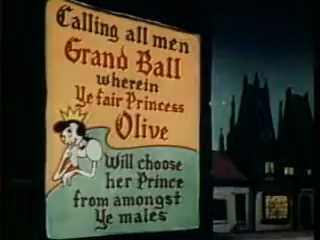 Calling all men
Grand Ball
wherein
Ye fair Princess
Olive
Will choose
her Prince
from amongst
Ye males